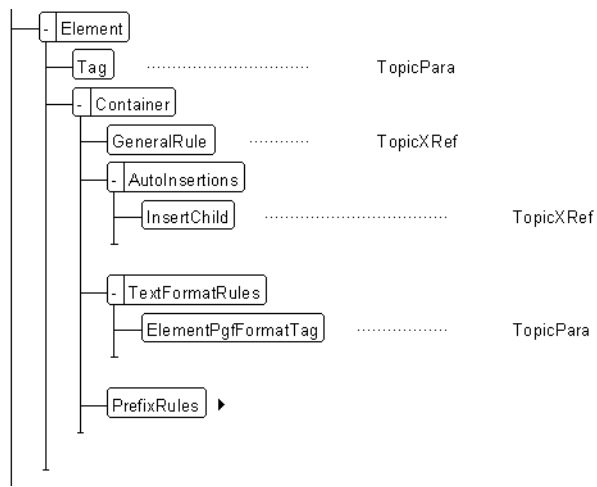 - Element
Tag ........................ TopicPara
- Container
GeneralRule ......... TopicXRef
- AutoInsertions
InsertChild ........................... TopicXRef
- TextFormatRules
ElementPgfFormatTag ............. TopicPara
PrefixRules